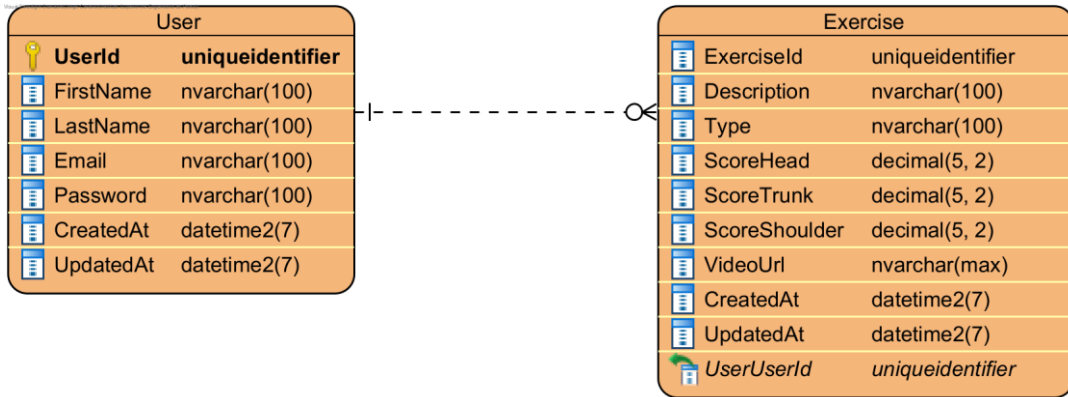 User
UserId uniqueidentifier
FirstName nvarchar(100)
LastName nvarchar(100)
Email nvarchar(100)
Password nvarchar(100)
CreatedAt datetime2(7)
UpdatedAt datetime2(7)
Exercise
ExerciseId uniqueidentifier
Description nvarchar(100)
Type nvarchar(100)
ScoreHead decimal(5, 2)
ScoreTrunk decimal(5, 2)
ScoreShoulder decimal(5, 2)
VideoUrl nvarchar(max)
CreatedAt datetime2(7)
UpdatedAt datetime2(7)
UserUserId uniqueidentifier